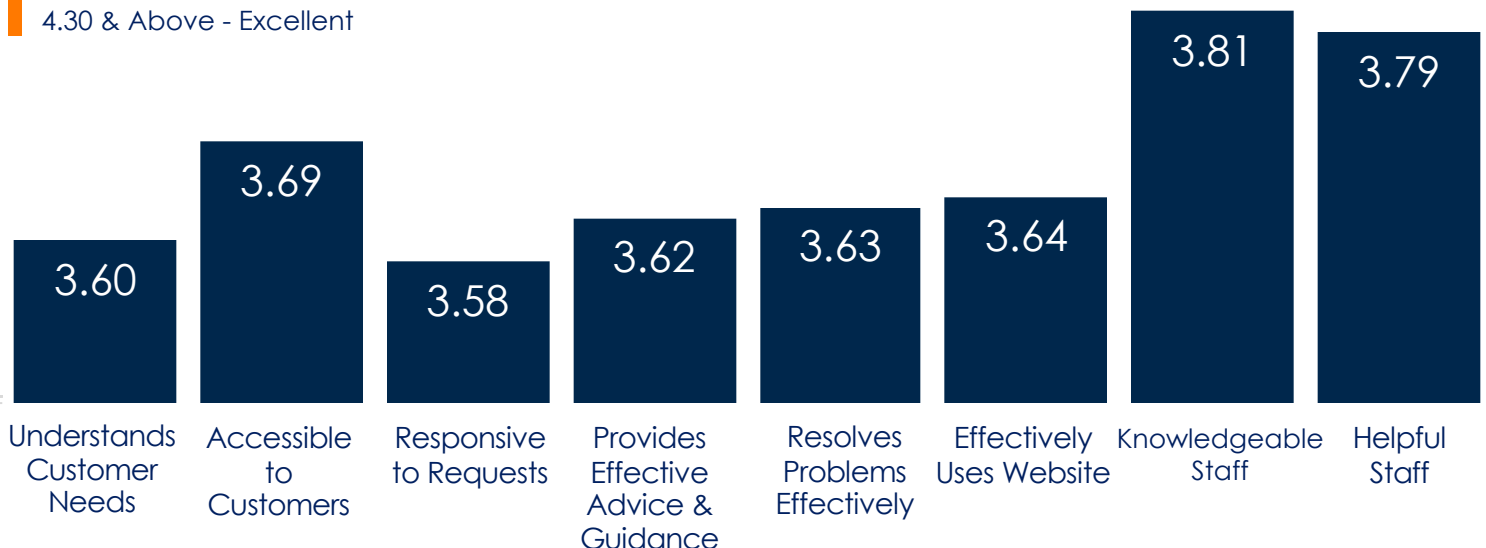 4.30 & Above - Excellent
3.60
3.69
3.58
3.62
3.63
3.64
3.81
3.79
Understands
Customer
Needs
Accessible
to
Customers
Responsive
to Requests
Provides
Effective
Advice &
Guidance
Resolves
Problems
Effectively
Effectively
Uses Website
Knowledgeable
Staff
Helpful
Staff